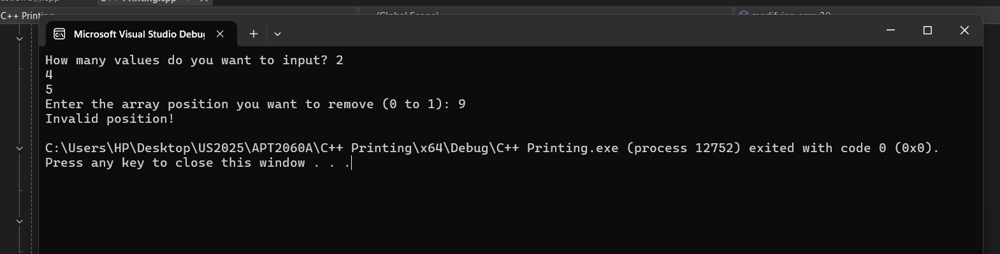 C++ Printing
Microsoft Visual Studio Debug
How many values do you want to input? 2
4
5
Enter the array position you want to remove (0 to 1): 9
Invalid position!
C:\Users\HP\Desktop\US2025\APT2060A\C++ Printing\x64\Debug\C++ Printing.exe (process 12752) exited with code 0 (0x0).
Press any key to close this window . . .